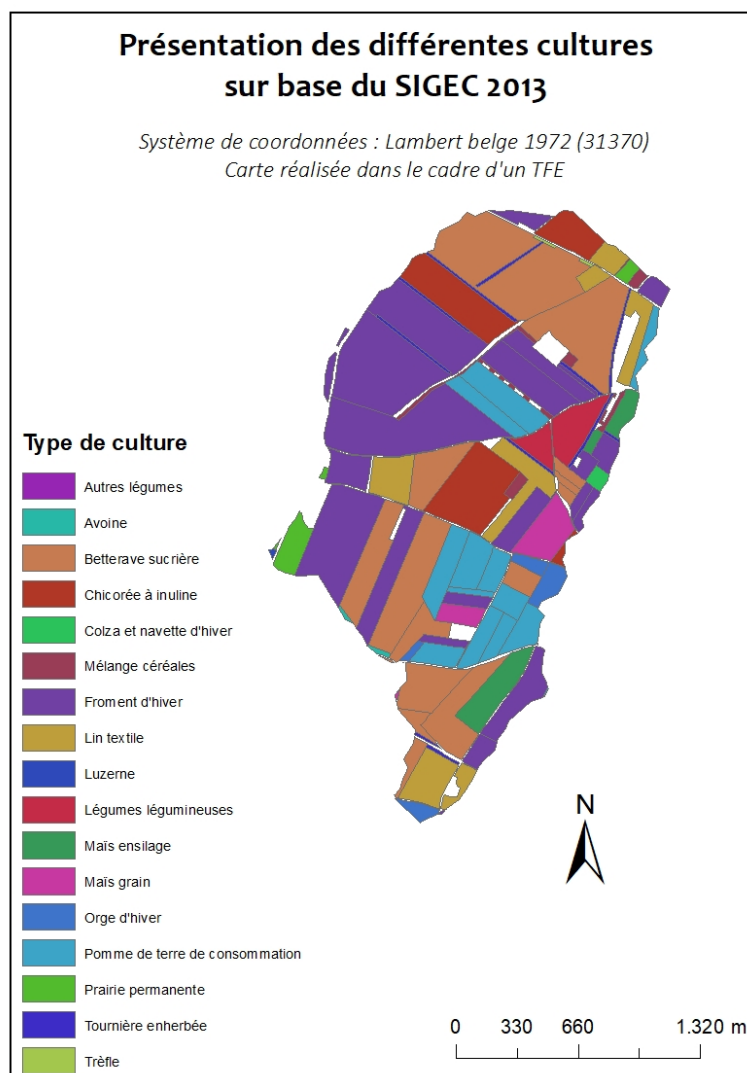 Présentation des différentes cultures
sur base du SIGEC 2013
Système de coordonnées : Lambert belge 1972 (31370)
Carte réalisée dans le cadre d'un TFE
Type de culture
Autres légumes
Avoine
Betterave sucrière
Chicorée à inuline
Colza et navette d'hiver
Mélange céréales
Froment d'hiver
Lin textile
Luzerne
Légumes légumineuses
Maïs ensilage
Maïs grain
Orge d'hiver
Pomme de terre de consommation
Prairie permanente
Tournière enherbée
Trèfle
N
0 330 660 1.320 m